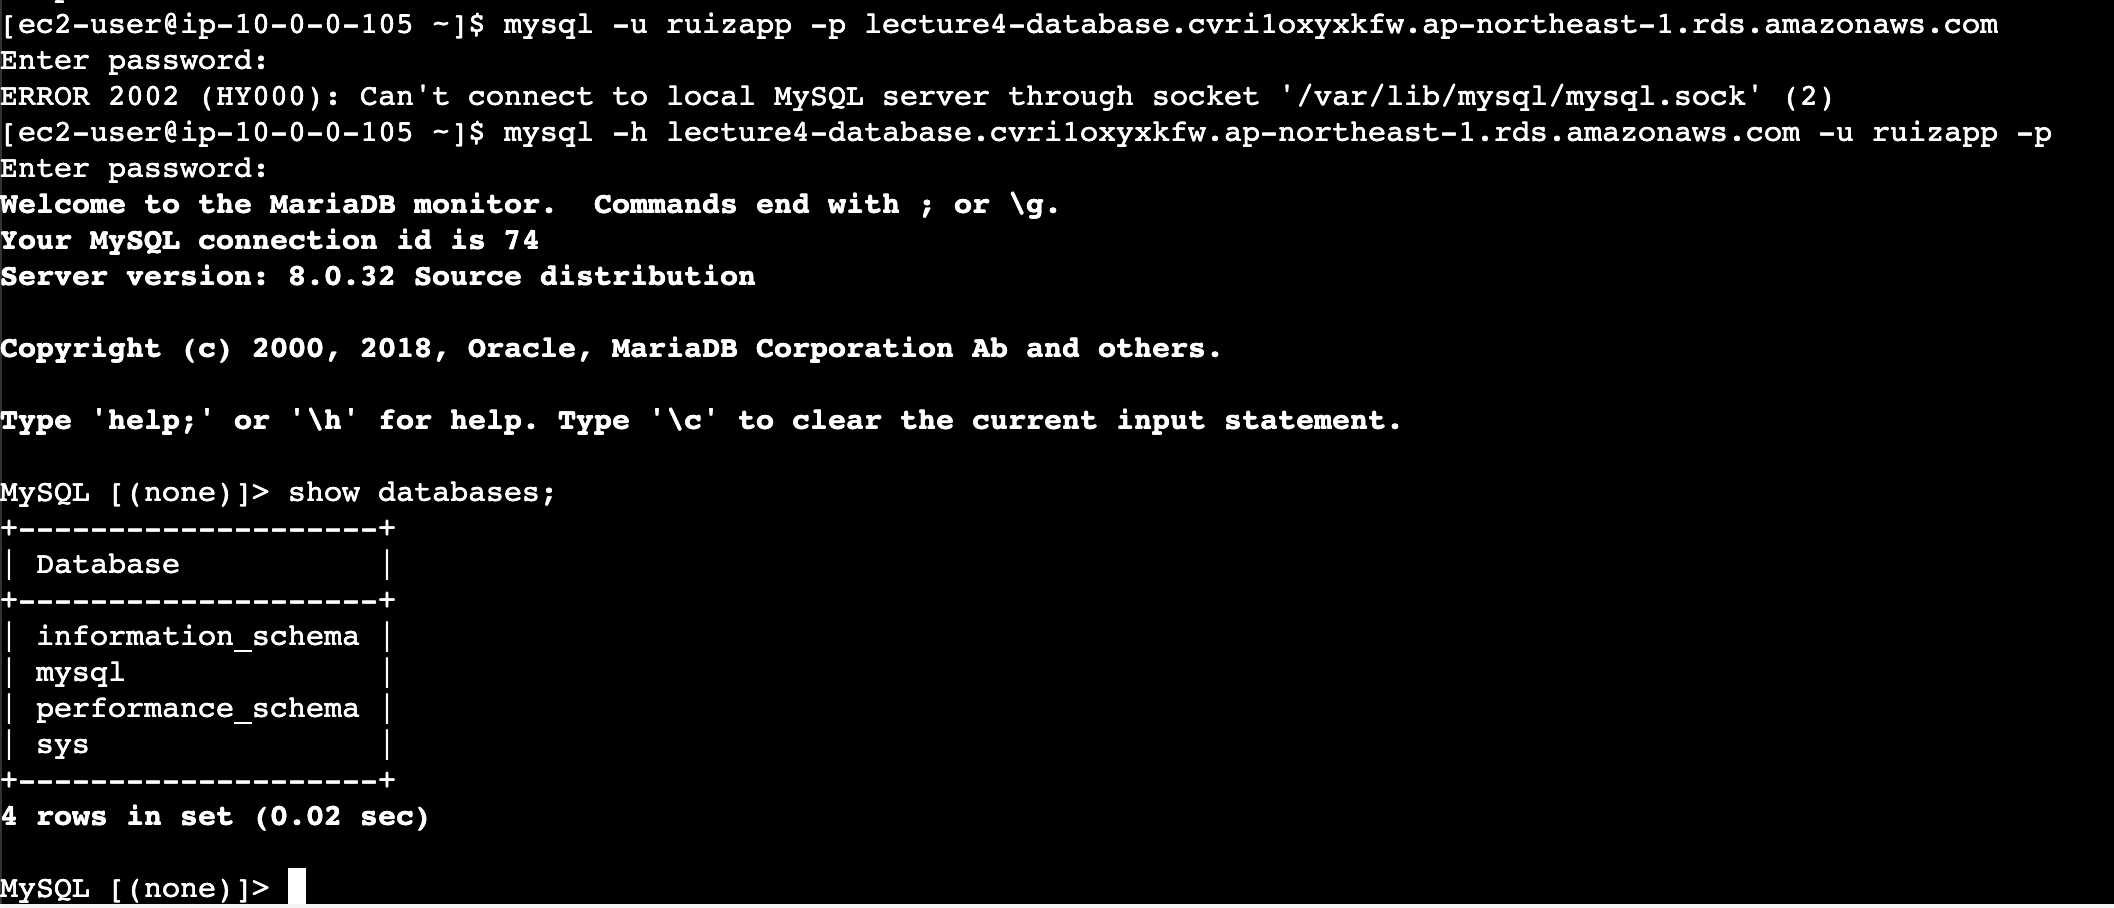 [ec2-user@ip-10-0-0-105 ~]$ mysql -u ruizapp -p lecture4-database.cvri1oxyxkfw.ap-northeast-1.rds.amazonaws.com
Enter password:
ERROR 2002 (HY000): Can't connect to local MySQL server through socket '/var/lib/mysql/mysql.sock' (2)
[ec2-user@ip-10-0-0-105 ~]$ mysql -h lecture4-database.cvri1oxyxkfw.ap-northeast-1.rds.amazonaws.com -u ruizapp -p
Enter password:
Welcome to the MariaDB monitor.  Commands end with ; or \g.
Your MySQL connection id is 74
Server version: 8.0.32 Source distribution

Copyright (c) 2000, 2018, Oracle, MariaDB Corporation Ab and others.

Type 'help;' or '\h' for help. Type '\c' to clear the current input statement.

MySQL [(none)]> show databases;
+--------------------+
| Database           |
+--------------------+
| information_schema |
| mysql              |
| performance_schema |
| sys                |
+--------------------+
4 rows in set (0.02 sec)

MySQL [(none)]>